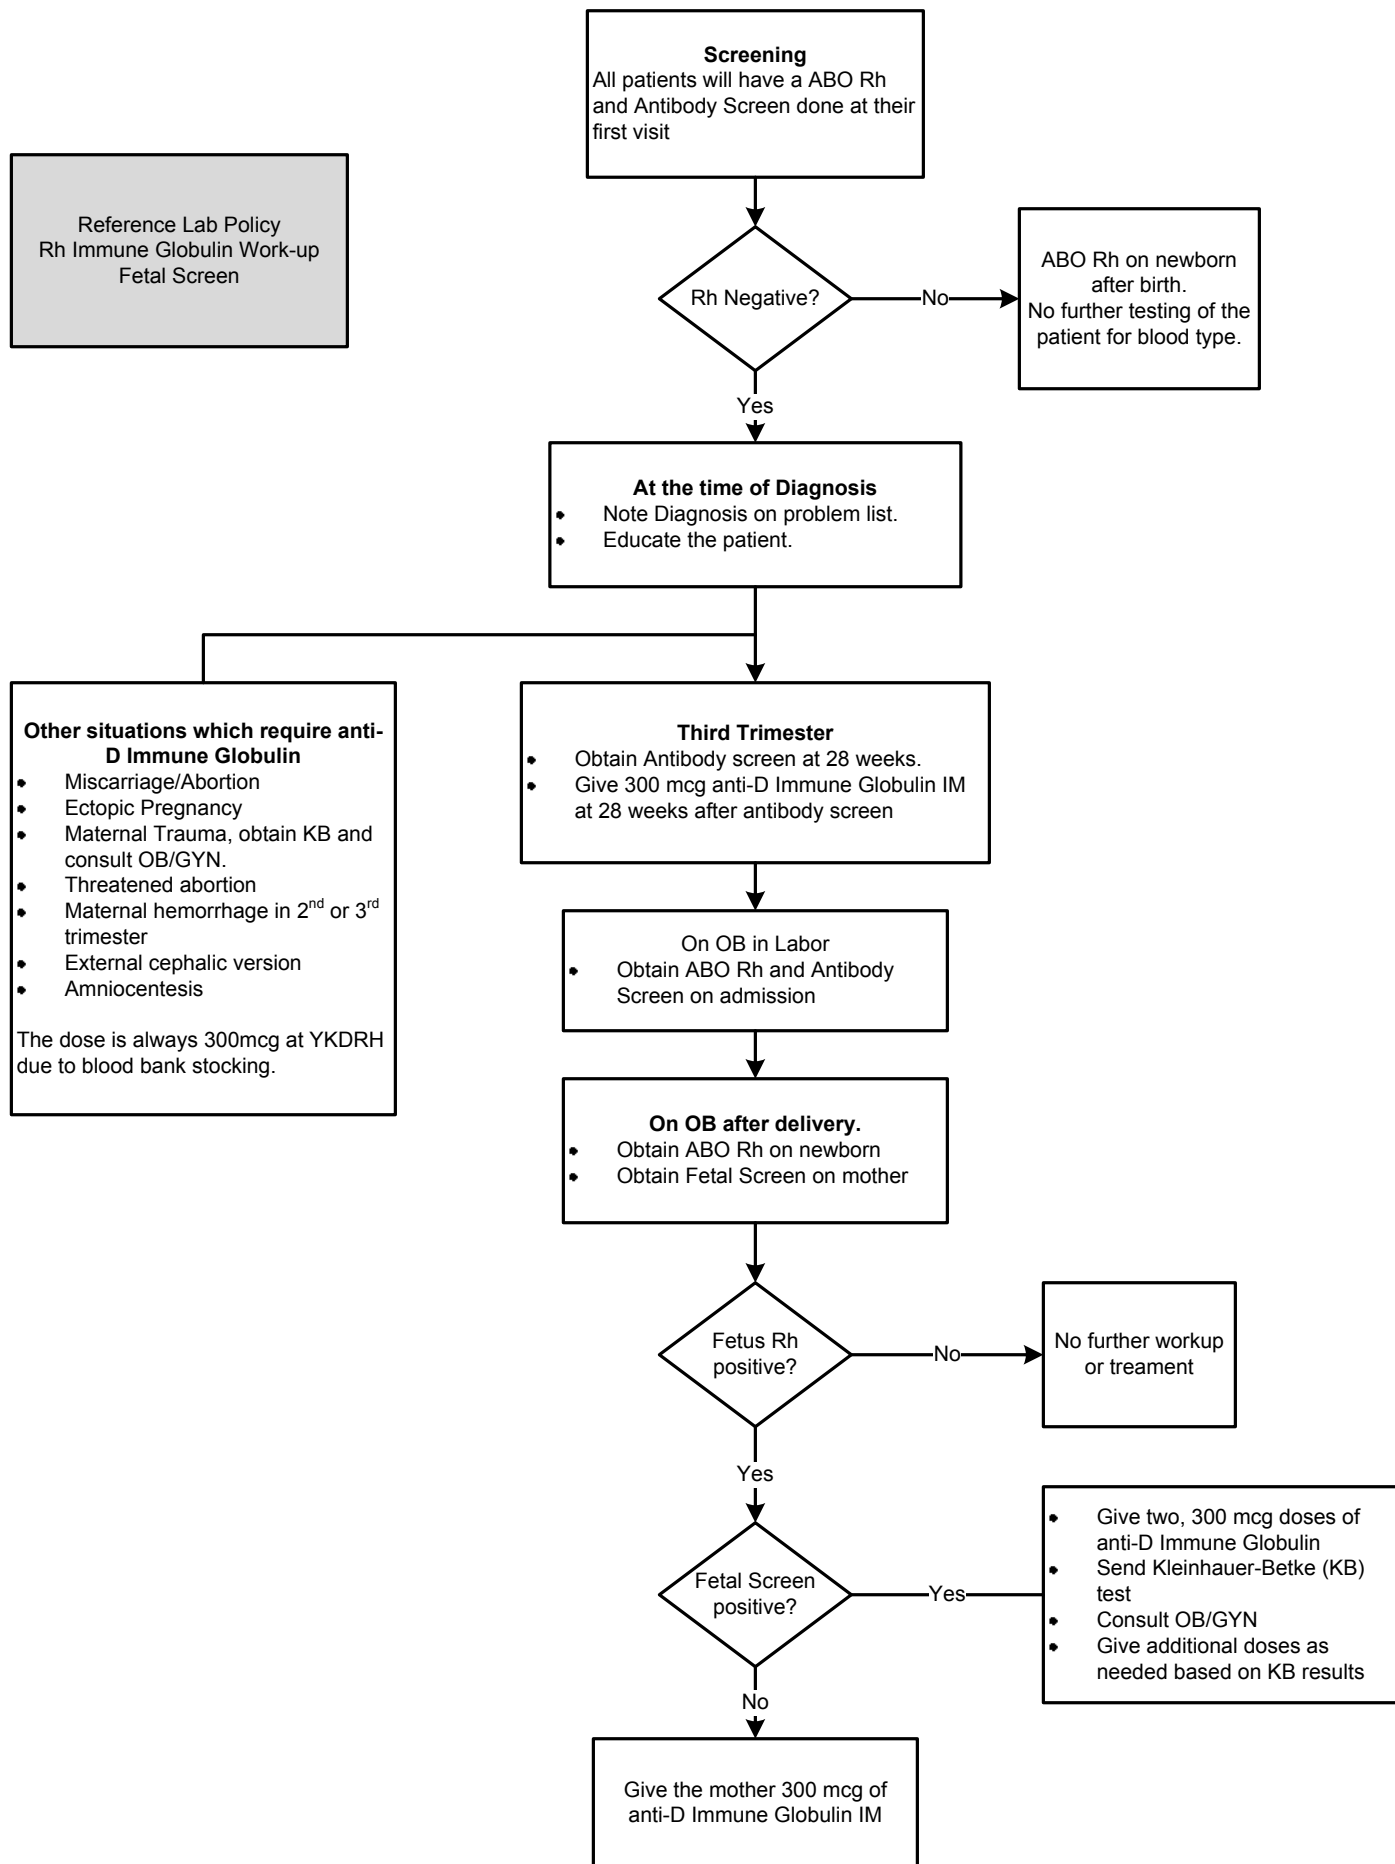 Screening
All patients will have a ABO Rh
and Antibody Screen done at their
first visit
Reference Lab Policy
Rh Immune Globulin Work-up
Fetal Screen
Rh Negative?
No
ABO Rh on newborn
after birth.
No further testing of the
patient for blood type.
Yes
At the time of Diagnosis
• Note Diagnosis on problem list.
• Educate the patient.
Other situations which require anti-
D Immune Globulin
• Miscarriage/Abortion
• Ectopic Pregnancy
• Maternal Trauma, obtain KB and
consult OB/GYN.
• Threatened abortion
• Maternal hemorrhage in 2nd or 3rd
trimester
• External cephalic version
• Amniocentesis
The dose is always 300mcg at YKDRH
due to blood bank stocking.
Third Trimester
• Obtain Antibody screen at 28 weeks.
• Give 300 mcg anti-D Immune Globulin IM
at 28 weeks after antibody screen
On OB in Labor
• Obtain ABO Rh and Antibody
Screen on admission
On OB after delivery.
• Obtain ABO Rh on newborn
• Obtain Fetal Screen on mother
Fetus Rh
positive?
No
No further workup
or treament
Yes
Fetal Screen
positive?
Yes
• Give two, 300 mcg doses of
anti-D Immune Globulin
• Send Kleinhauer-Betke (KB)
test
• Consult OB/GYN
• Give additional doses as
needed based on KB results
No
Give the mother 300 mcg of
anti-D Immune Globulin IM